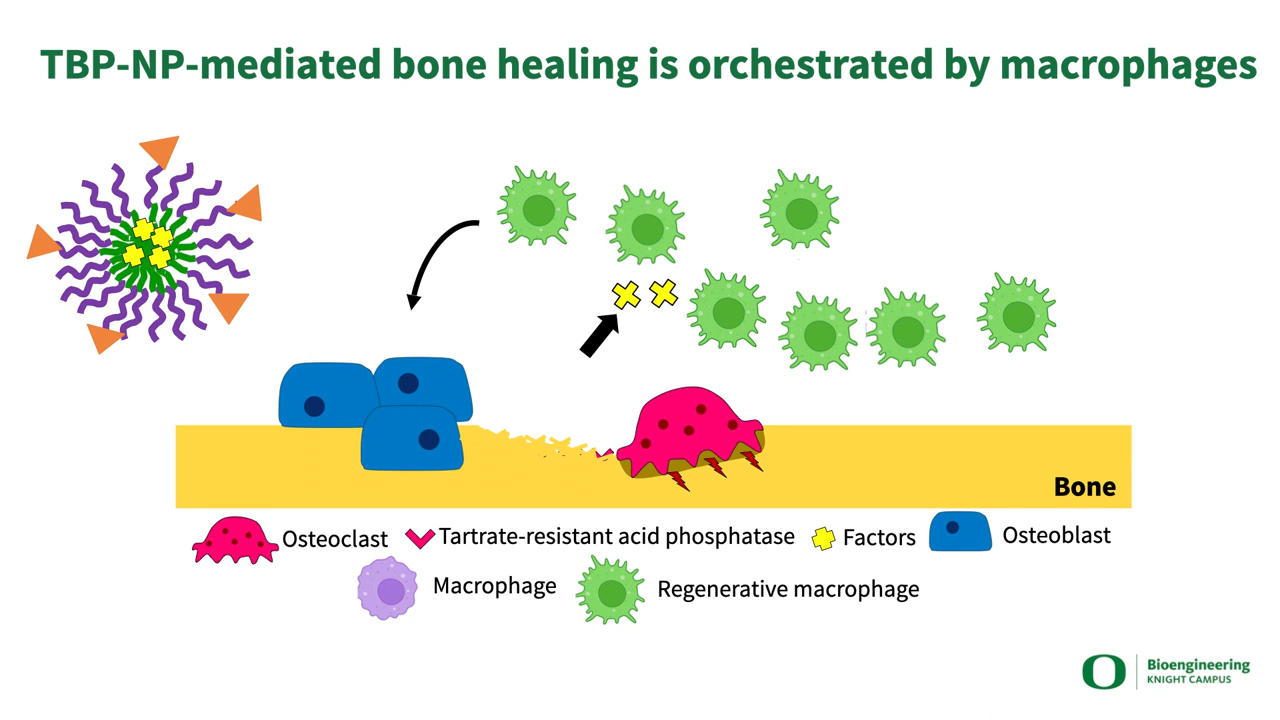 TBP-NP-mediated bone healing is orchestrated by macrophages
Bone
Osteoclast
Tartrate-resistant acid phosphatase
Factors
Osteoblast
Macrophage
Regenerative macrophage
O
Bioengineering
KNIGHT CAMPUS